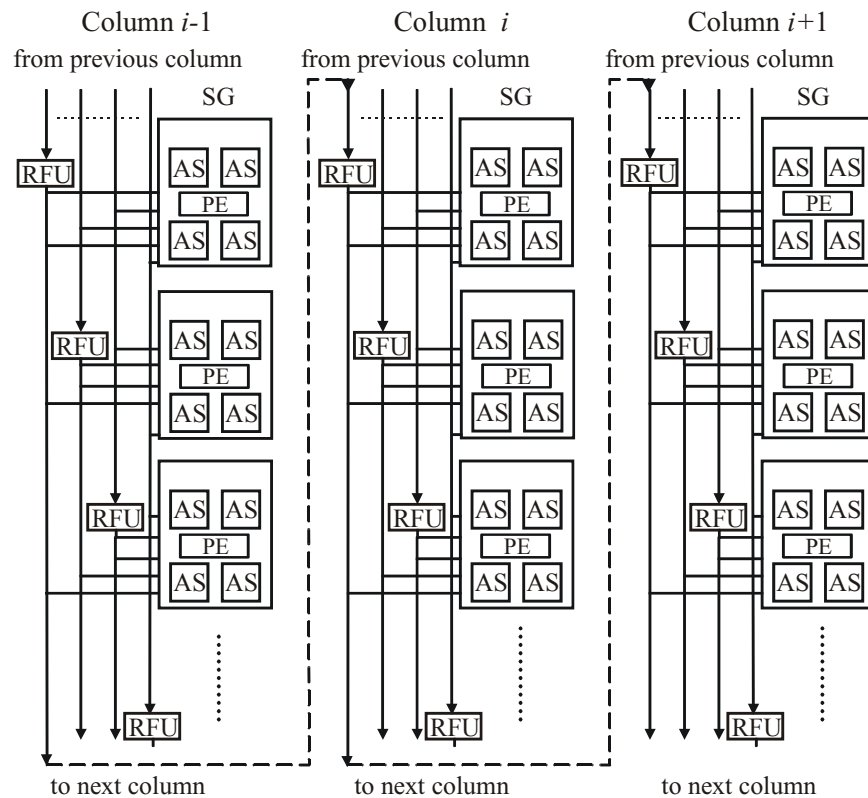 Column i-1
Column i
Column i+1
from previous column
from previous column
from previous column
SG
SG
SG
RFU
AS AS
RFU
AS AS
RFU
AS AS
PE
PE
PE
AS AS
AS AS
AS AS
AS AS
AS AS
AS AS
RFU
PE
RFU
PE
RFU
PE
AS AS
AS AS
AS AS
AS AS
AS AS
AS AS
RFU
PE
RFU
PE
RFU
PE
AS AS
AS AS
AS AS
RFU
RFU
RFU
to next column
to next column
to next column